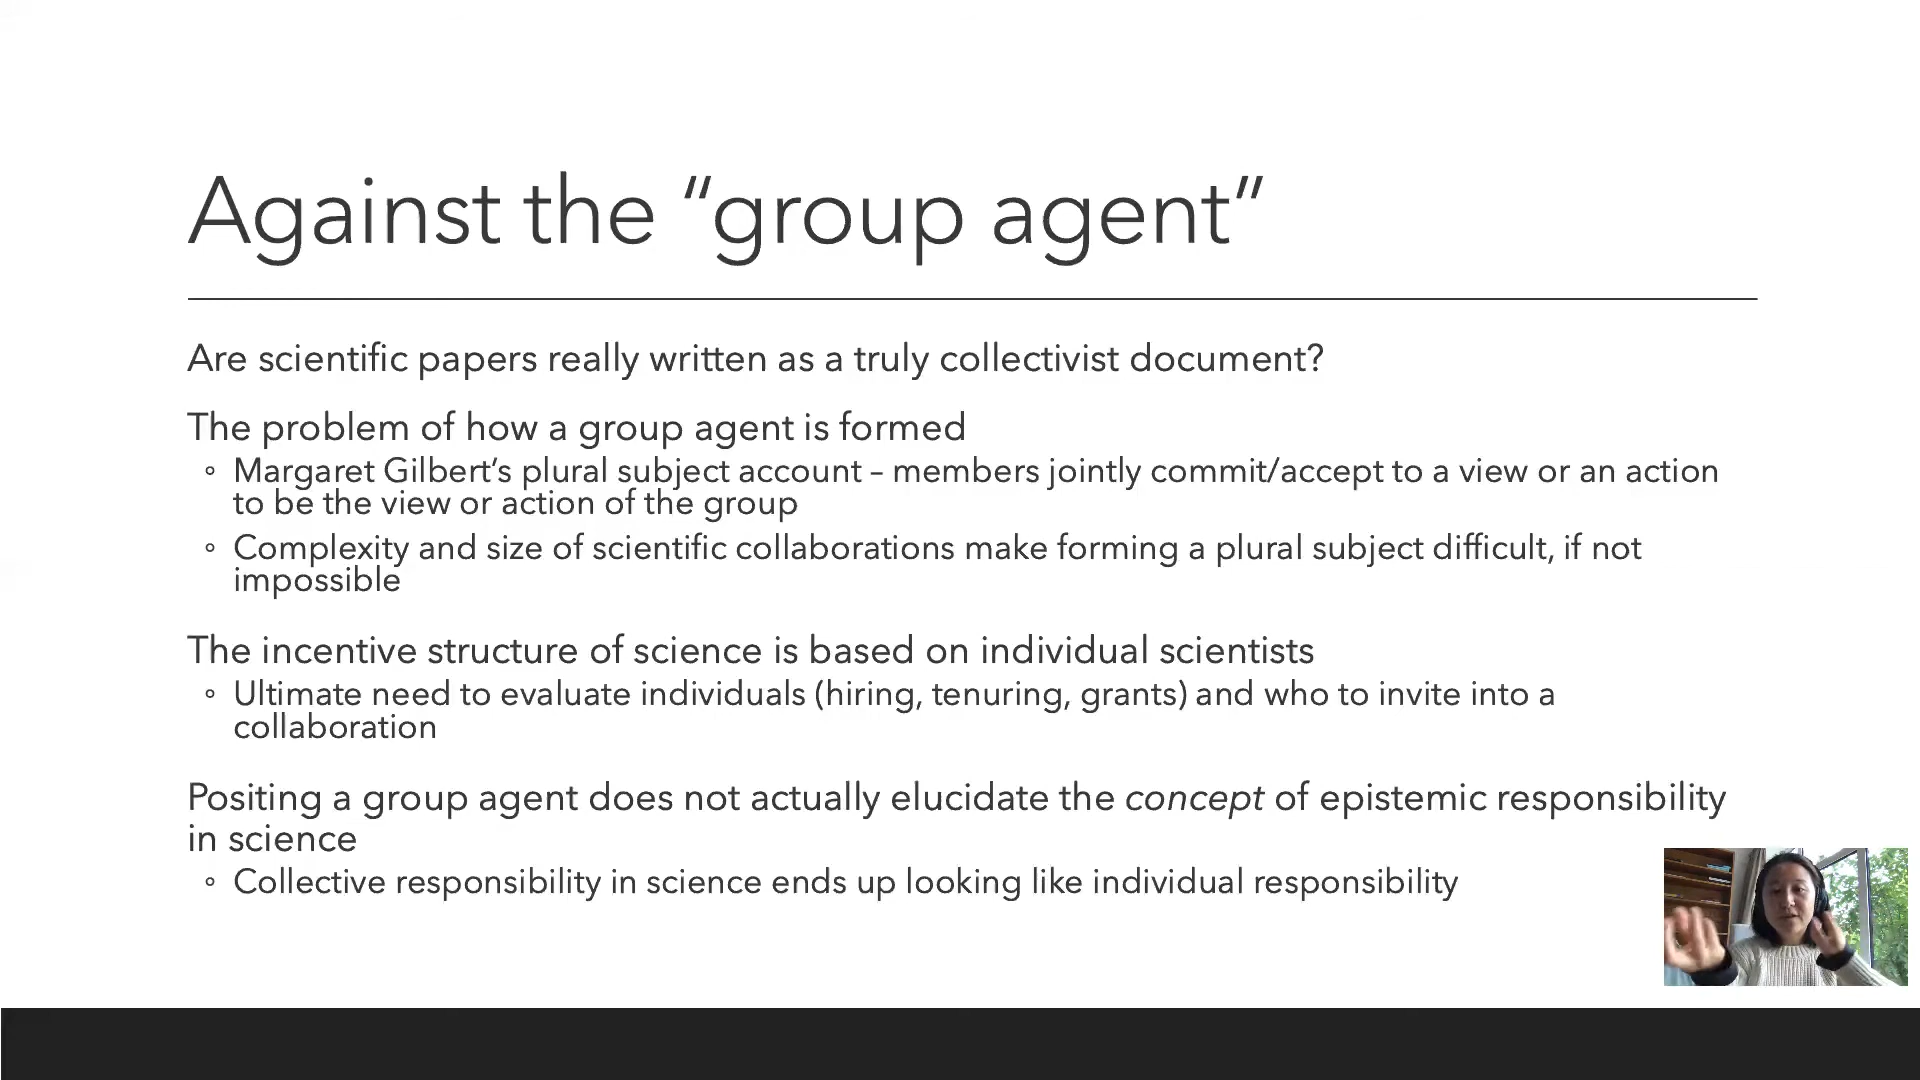 Against the “group agent”
Are scientific papers really written as a truly collectivist document?
The problem of how a group agent is formed
◦ Margaret Gilbert’s plural subject account – members jointly commit/accept to a view or an action
to be the view or action of the group
◦ Complexity and size of scientific collaborations make forming a plural subject difficult, if not
impossible
The incentive structure of science is based on individual scientists
◦ Ultimate need to evaluate individuals (hiring, tenuring, grants) and who to invite into a
collaboration
Positing a group agent does not actually elucidate the concept of epistemic responsibility
in science
◦ Collective responsibility in science ends up looking like individual responsibility